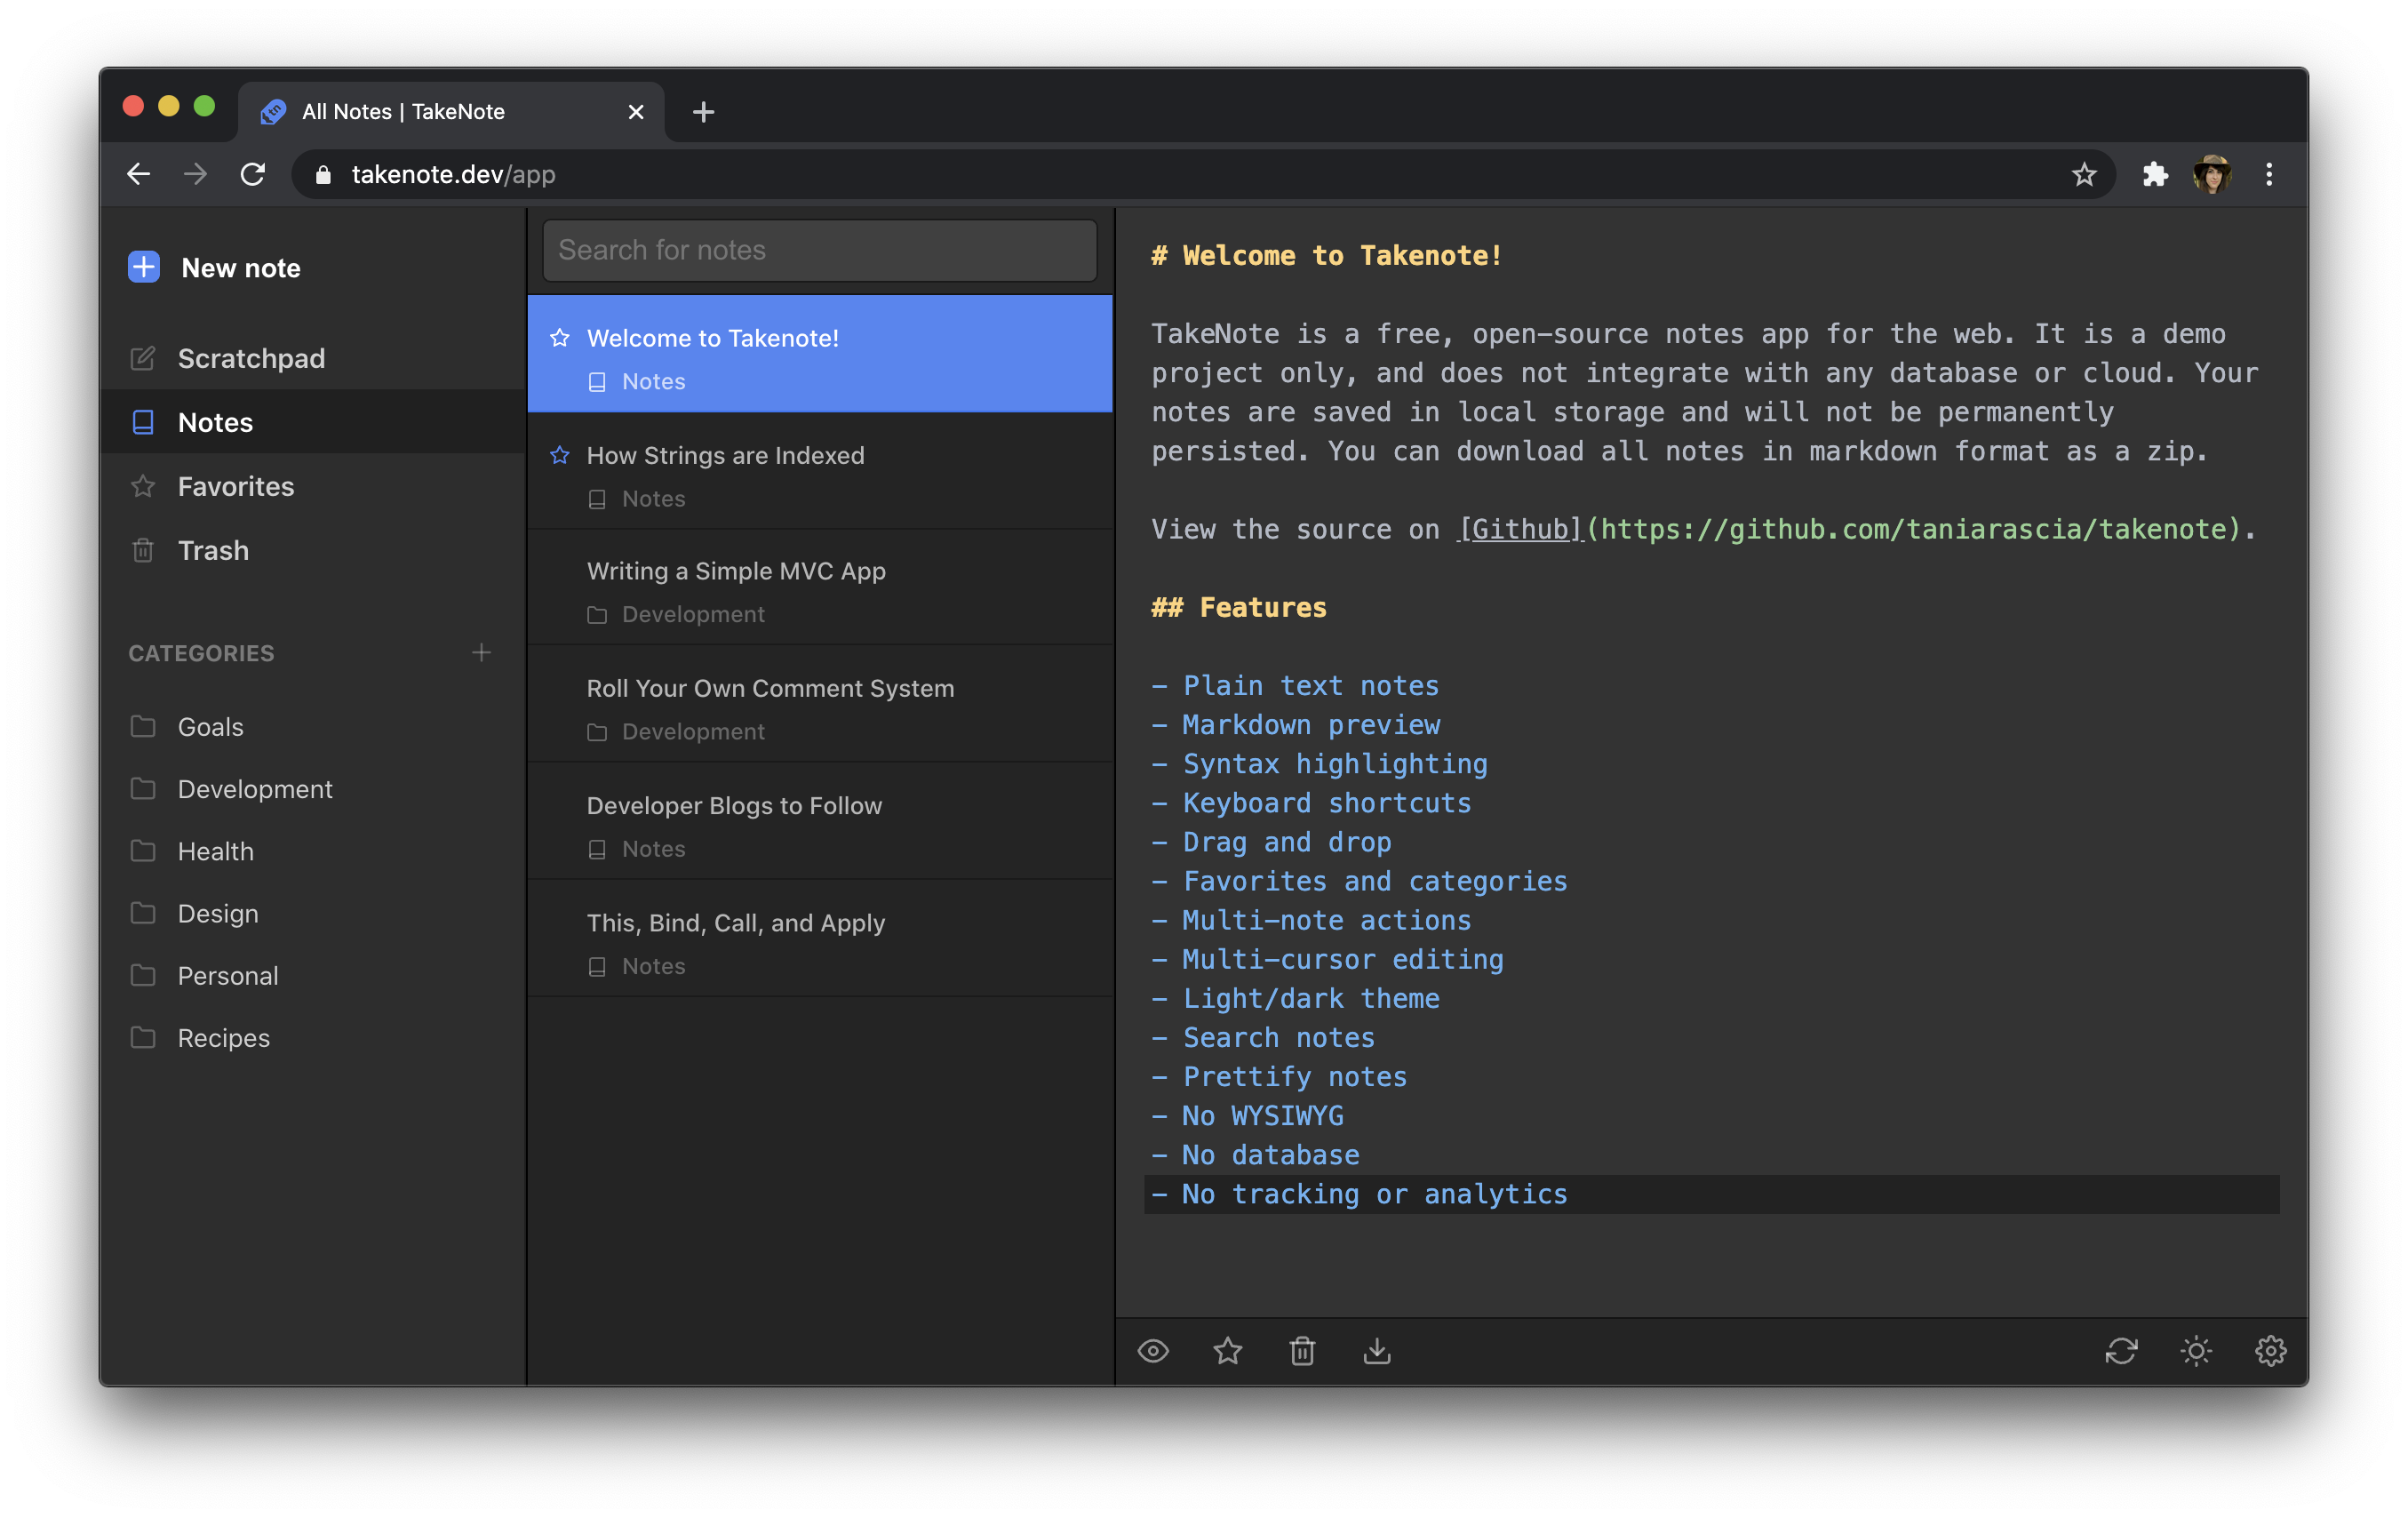 All Notes | TakeNote
takenote.dev/app
New note
Scratchpad
Notes
Favorites
Trash
CATEGORIES
Goals
Development
Health
Design
Personal
Recipes
Search for notes
Welcome to Takenote!
Notes
How Strings are Indexed
Notes
Writing a Simple MVC App
Development
Roll Your Own Comment System
Development
Developer Blogs to Follow
Notes
This, Bind, Call, and Apply
Notes
# Welcome to Takenote!
TakeNote is a free, open-source notes app for the web. It is a demo
project only, and does not integrate with any database or cloud. Your
notes are saved in local storage and will not be permanently
persisted. You can download all notes in markdown format as a zip.
View the source on [Github](https://github.com/taniarascia/takenote).
## Features
- Plain text notes
- Markdown preview
- Syntax highlighting
- Keyboard shortcuts
- Drag and drop
- Favorites and categories
- Multi-note actions
- Multi-cursor editing
- Light/dark theme
- Search notes
- Prettify notes
- No WYSIWYG
- No database
- No tracking or analytics